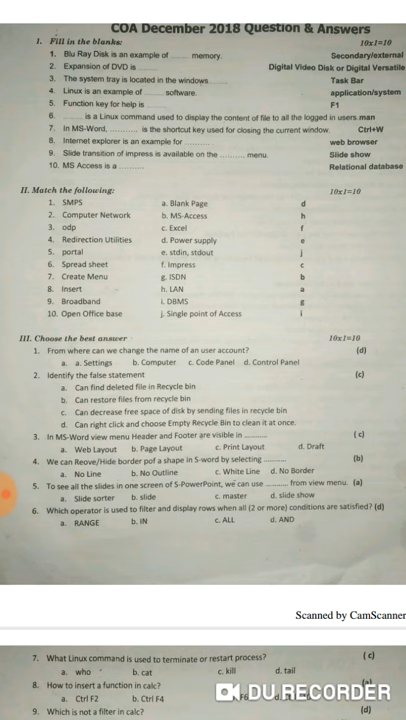 COA December 2018 Question & Answers
I. Fill in the blanks: 10x1=10
1. Blu Ray Disk is an example of ...... memory. Secondary/external
2. Expansion of DVD is ....... Digital Video Disk or Digital Versatile
3. The system tray is located in the windows....... Task Bar
4. Linux is an example of ....... software. application/system
5. Function key for help is ...... F1
6. ....... is a Linux command used to display the content of file to all the logged in users.man
7. In MS-Word, ............ is the shortcut key used for closing the current window. Ctrl+W
8. Internet explorer is an example for .......... web browser
9. Slide transition of impress is available on the .......... menu. Slide show
10. MS Access is a .......... Relational database
II. Match the following: 10x1=10
1. SMPS a. Blank Page d
2. Computer Network b. MS-Access h
3. odp c. Excel f
4. Redirection Utilities d. Power supply e
5. portal e. stdin, stdout j
6. Spread sheet f. Impress c
7. Create Menu g. ISDN b
8. Insert h. LAN a
9. Broadband i. DBMS g
10. Open Office base j. Single point of Access i
III. Choose the best answer 10x1=10
1. From where can we change the name of an user account? (d)
a. a. Settings b. Computer c. Code Panel d. Control Panel
2. Identify the false statement (c)
a. Can find deleted file in Recycle bin
b. Can restore files from recycle bin
c. Can decrease free space of disk by sending files in recycle bin
d. Can right click and choose Empty Recycle Bin to clean it at once.
3. In MS-Word view menu Header and Footer are visible in .......... (c)
a. Web Layout b. Page Layout c. Print Layout d. Draft
4. We can Reove/Hide border pof a shape in S-word by selecting .......... (b)
a. No Line b. No Outline c. White Line d. No Border
5. To see all the slides in one screen of S-PowerPoint, we can use .......... from view menu. (a)
a. Slide sorter b. slide c. master d. slide show
6. Which operator is used to filter and display rows when all (2 or more) conditions are satisfied? (d)
a. RANGE b. IN c. ALL d. AND
Scanned by CamScanner
7. What Linux command is used to terminate or restart process? (c)
a. who b. cat c. kill d. tail
8. How to insert a function in calc? (a)
a. Ctrl F2 b. Ctrl F4 F6
DU RECORDER
9. Which is not a filter in calc? (d)